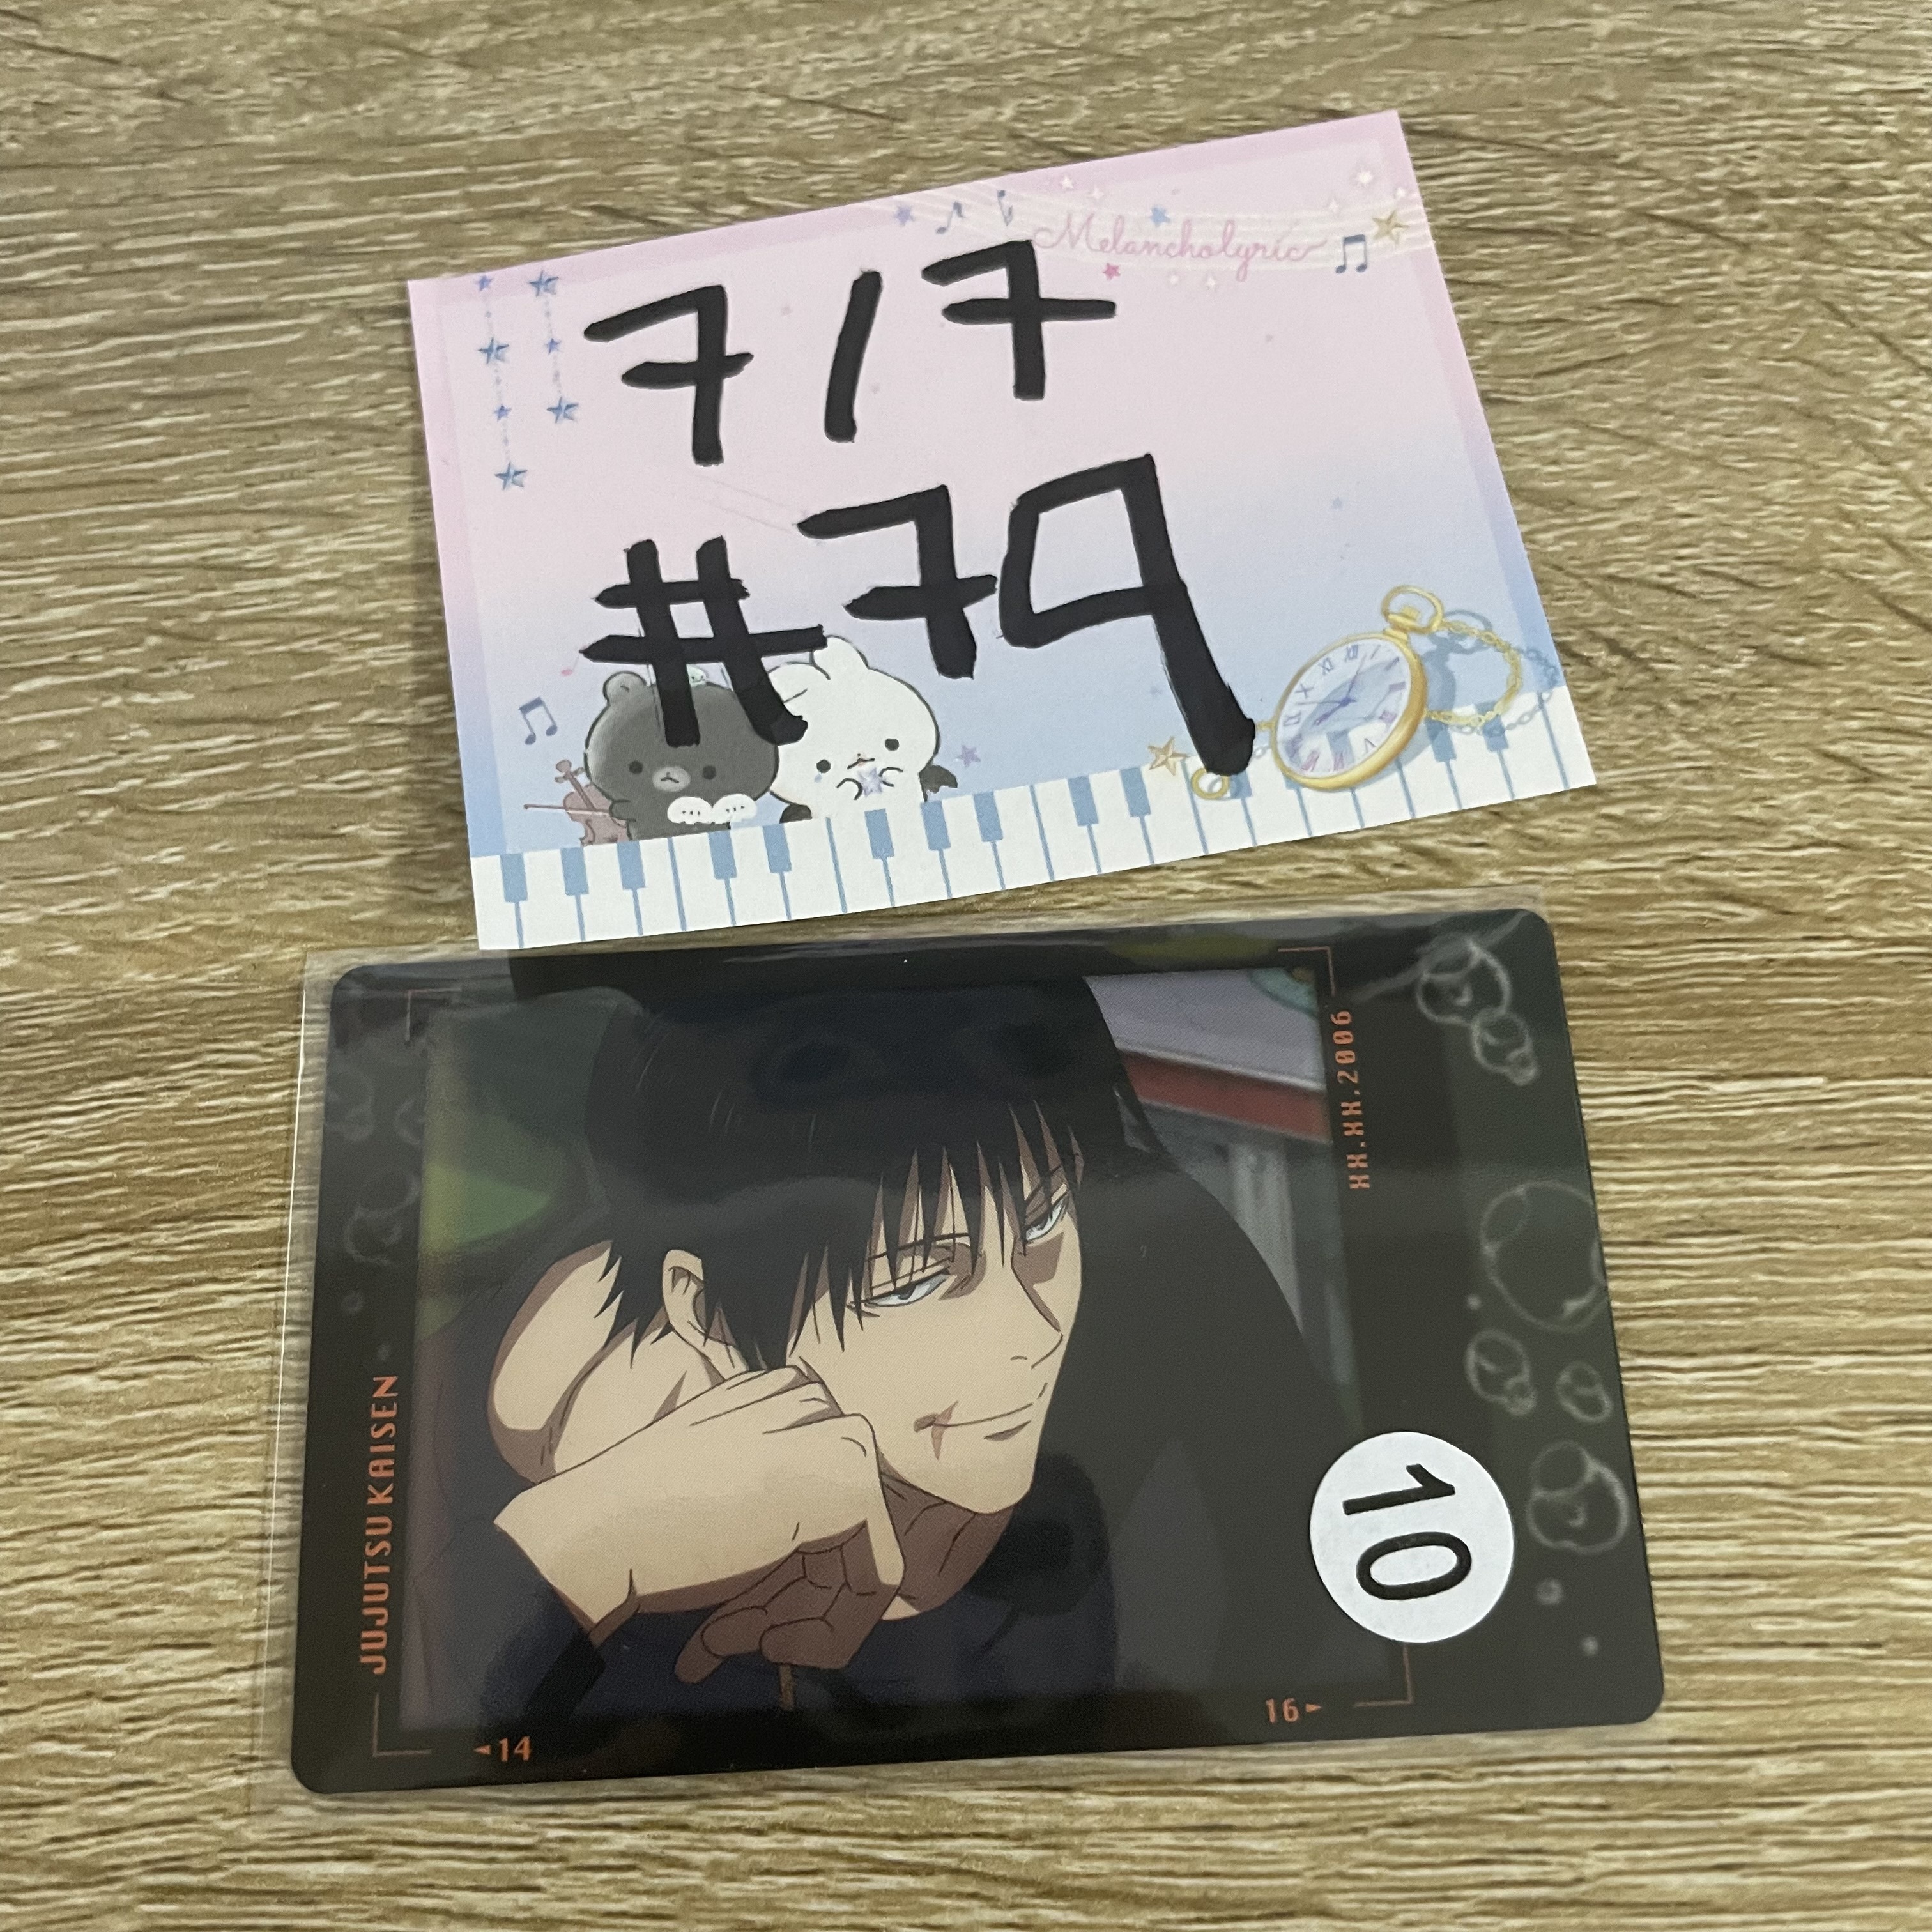 Melancholyric
7/7
#79
XX.XX.2006
JUJUTSU KAISEN
10
◄14
16►